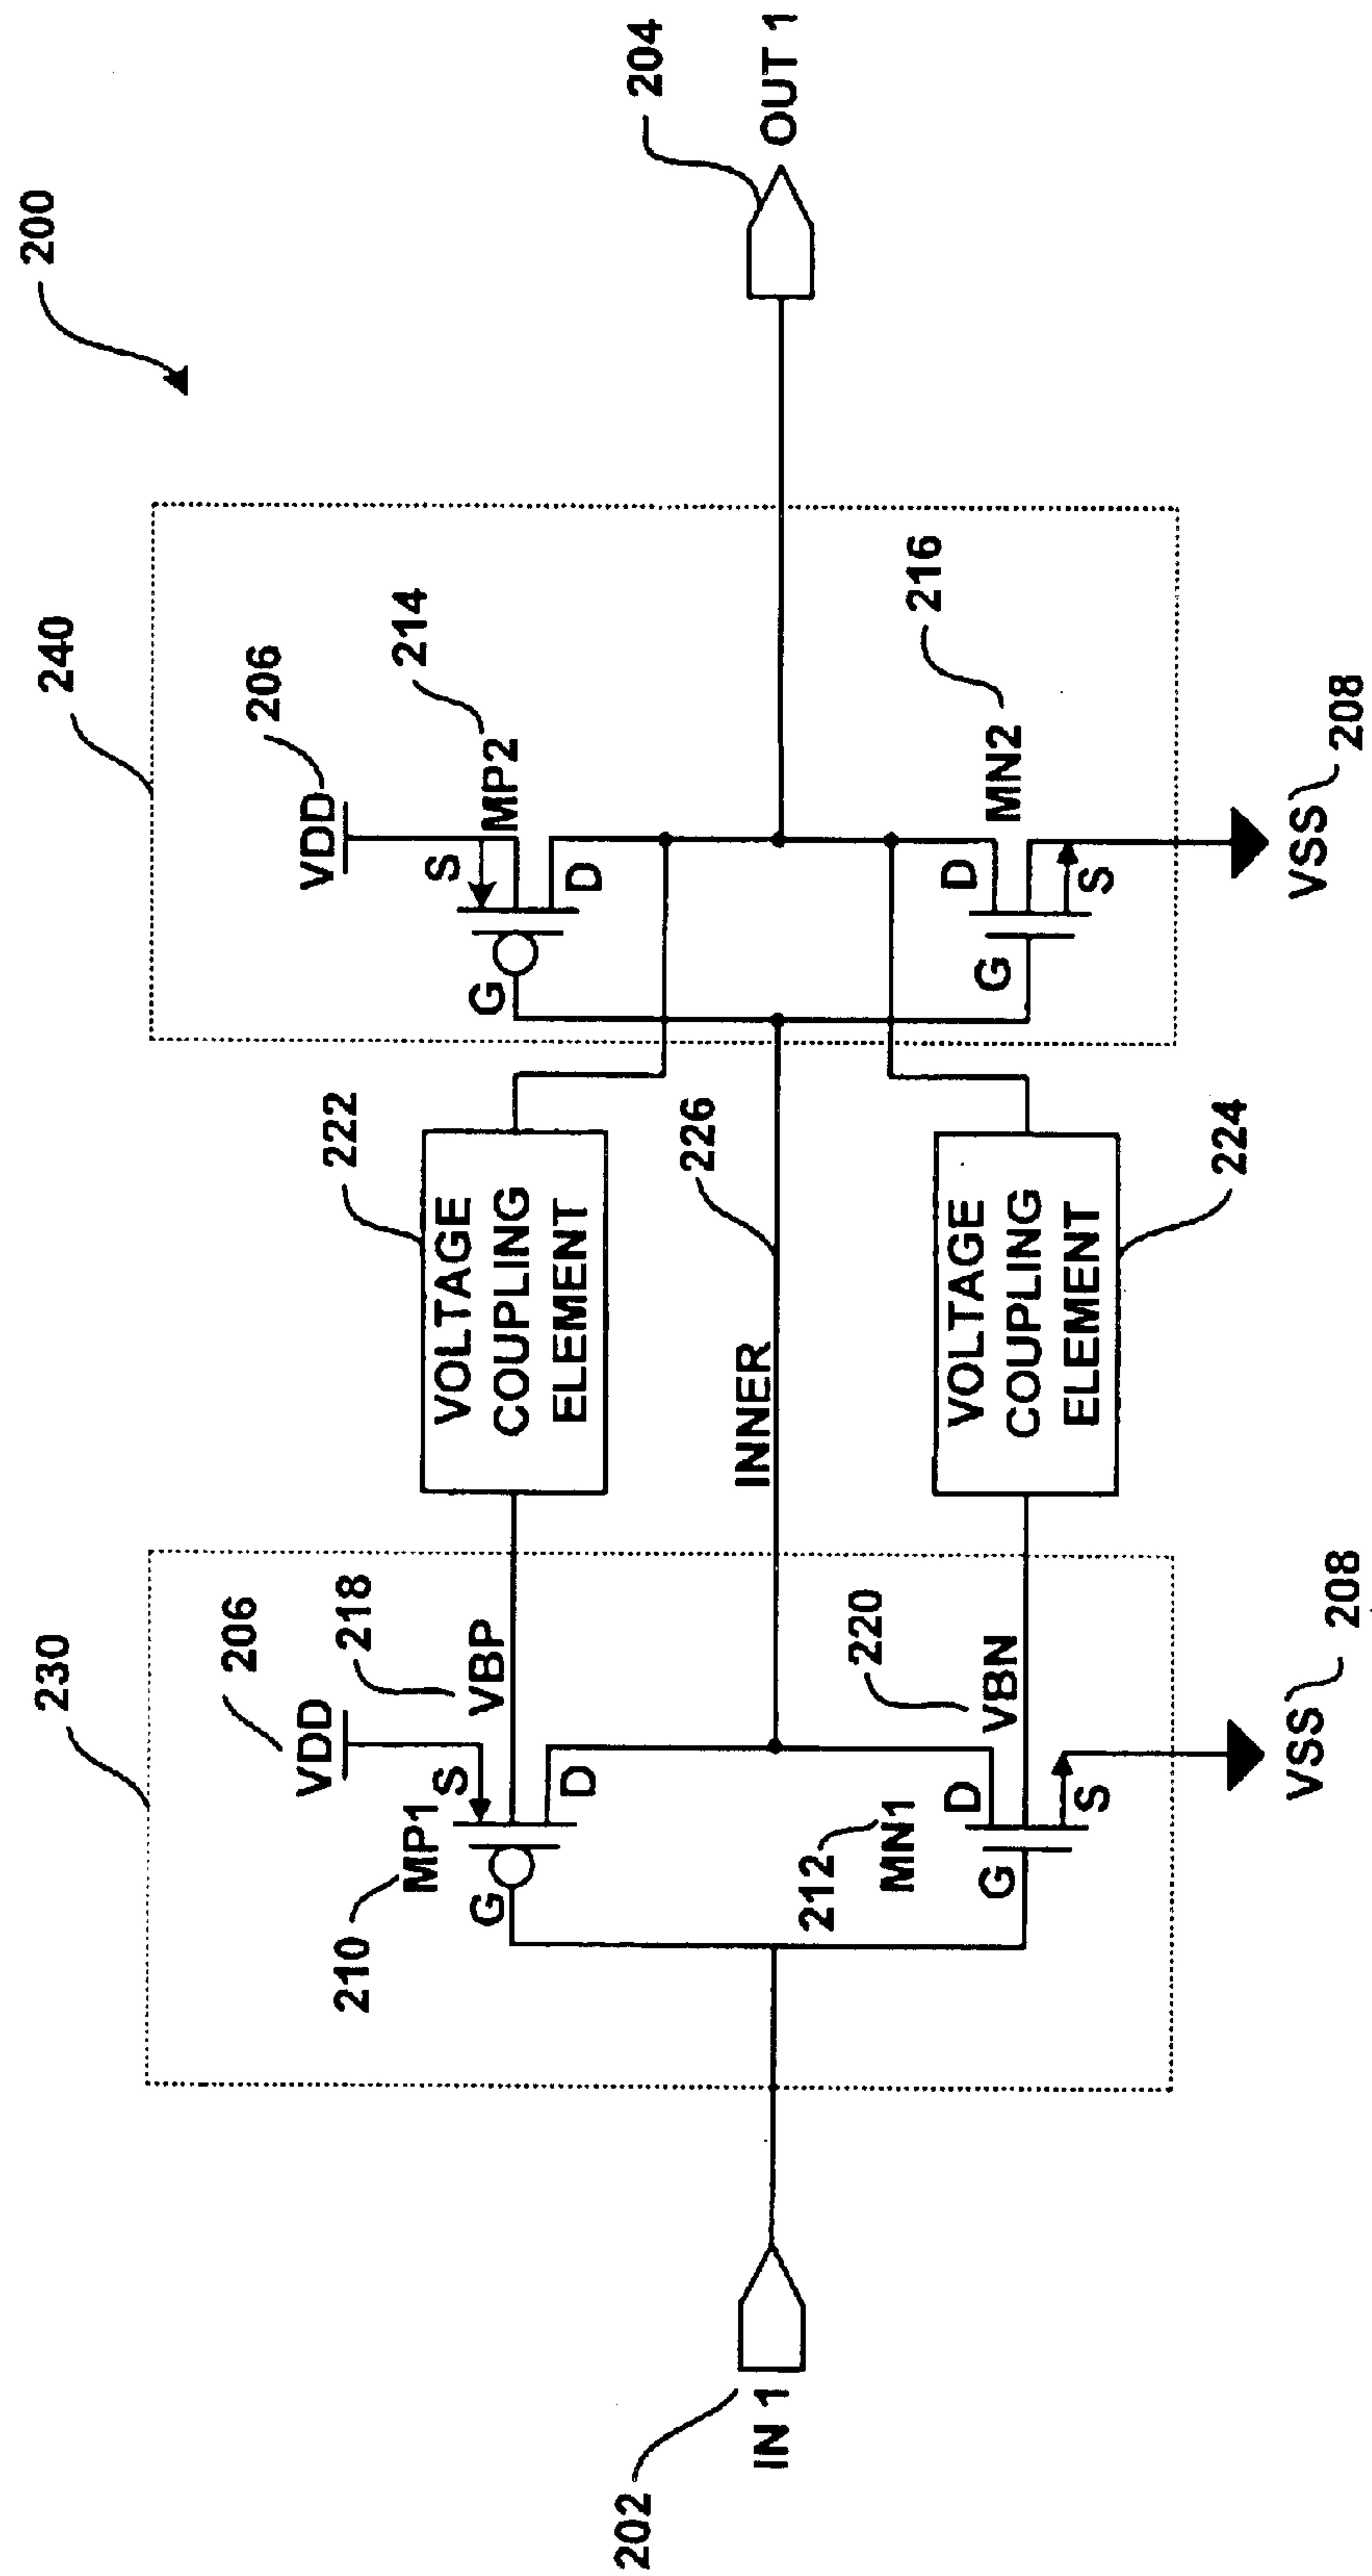 200
230
240
206
VDD
206
VDD
210
MP1
S
G
D
218
VBP
222
VOLTAGE
COUPLING
ELEMENT
S
G
D
MP2
214
202
IN 1
INNER
226
204
OUT 1
212
MN1
D
G
S
220
VBN
224
VOLTAGE
COUPLING
ELEMENT
D
G
S
MN2
216
VSS
208
VSS
208